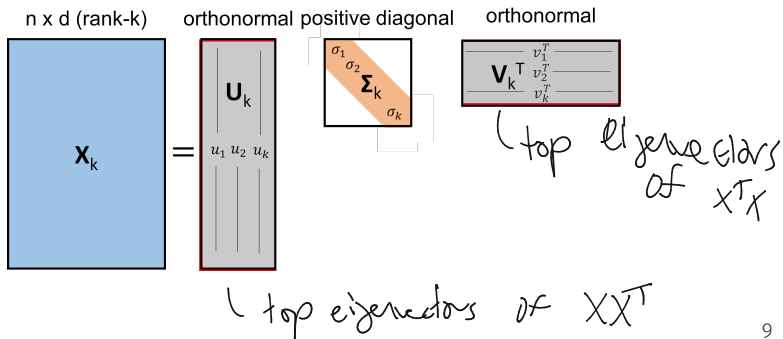 n x d (rank-k)
orthonormal
positive diagonal
orthonormal
X_k
=
U_k
u_1 u_2 u_k
σ_1
σ_2
Σ_k
σ_k
V_k^T
v_1^T
v_2^T
v_k^T
top eigenvectors
of X^TX
top eigenvectors of XX^T
9